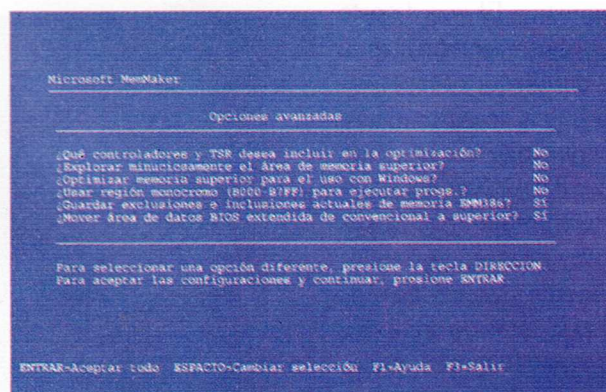 Microsoft MemMaker
Opciones avanzadas
¿Qué controladores y TSR desea incluir en la optimización? No
¿Explorar minuciosamente el área de memoria superior? No
¿Optimizar memoria superior para el uso con Windows? No
¿Usar región monocromo (B000-B7FF) para ejecutar progs.? No
¿Guardar exclusiones e inclusiones actuales de memoria EMM386? Sí
¿Mover área de datos BIOS extendida de convencional a superior? Sí
Para seleccionar una opción diferente, presione la tecla DIRECCION.
Para aceptar las configuraciones y continuar, presione ENTRAR
ENTRAR=Aceptar todo ESPACIO=Cambiar selección F1=Ayuda F3=Salir